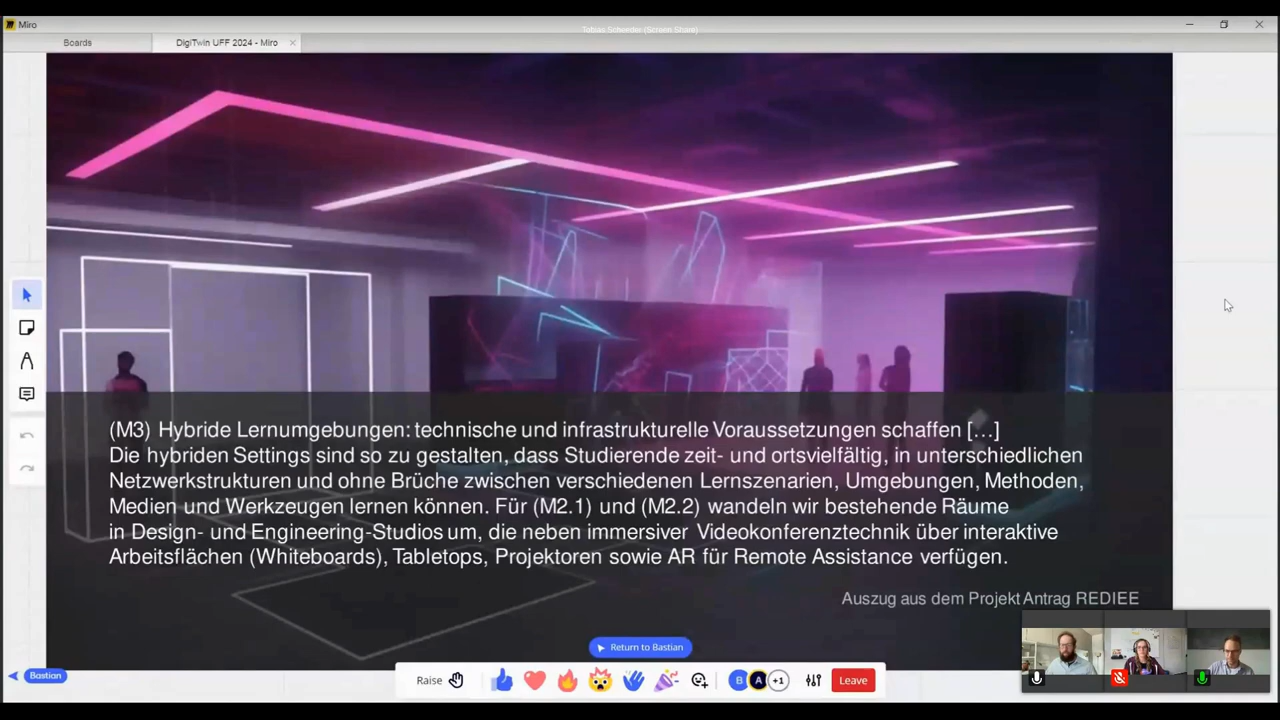 Miro
Tobias Scherder (Screen Share)
Boards
DigiTwin UFF 2024 - Miro
(M3) Hybride Lernumgebungen: technische und infrastrukturelle Voraussetzungen schaffen […]
Die hybriden Settings sind so zu gestalten, dass Studierende zeit- und ortsvielfältig, in unterschiedlichen
Netzwerkstrukturen und ohne Brüche zwischen verschiedenen Lernszenarien, Umgebungen, Methoden,
Medien und Werkzeugen lernen können. Für (M2.1) und (M2.2) wandeln wir bestehende Räume
in Design- und Engineering-Studios um, die neben immersiver Videokonferenztechnik über interaktive
Arbeitsflächen (Whiteboards), Tabletops, Projektoren sowie AR für Remote Assistance verfügen.
Auszug aus dem Projekt Antrag REDIEE
Return to Bastian
Bastian
Raise
B A +1
Leave